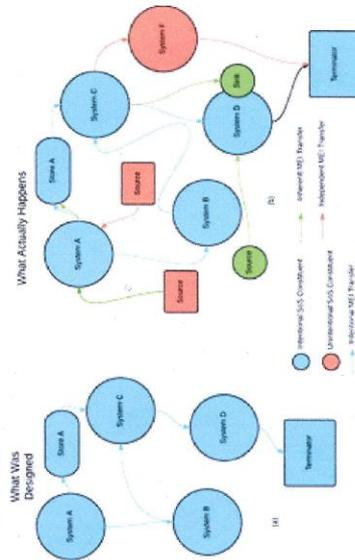 What Was
Designed
System A
Store A
System B
System C
System D
Terminator
(a)
What Actually Happens
Source
System A
Store A
Source
System B
System C
Source
System D
Sink
System F
Terminator
(b)
Intentional SoS Constituent
Unintentional SoS Constituent
Intentional MEI Transfer
Inherent MEI Transfer
Independent MEI Transfer